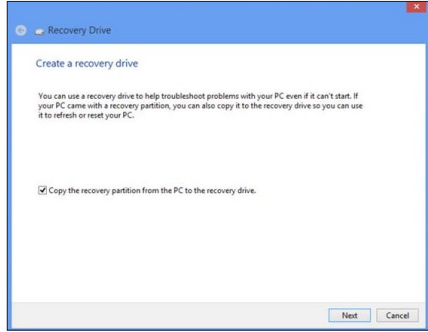 Recovery Drive
Create a recovery drive
You can use a recovery drive to help troubleshoot problems with your PC even if it can't start. If
your PC came with a recovery partition, you can also copy it to the recovery drive so you can use
it to refresh or reset your PC.
Copy the recovery partition from the PC to the recovery drive.
Next Cancel